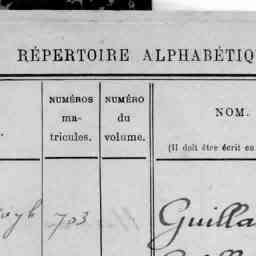 RÉPERTOIRE ALPHABÉTIQ
NUMÉROS
ma-
tricules.
NUMÉRO
du
volume.
NOM.
(Il doit être écrit en
703
Guilla